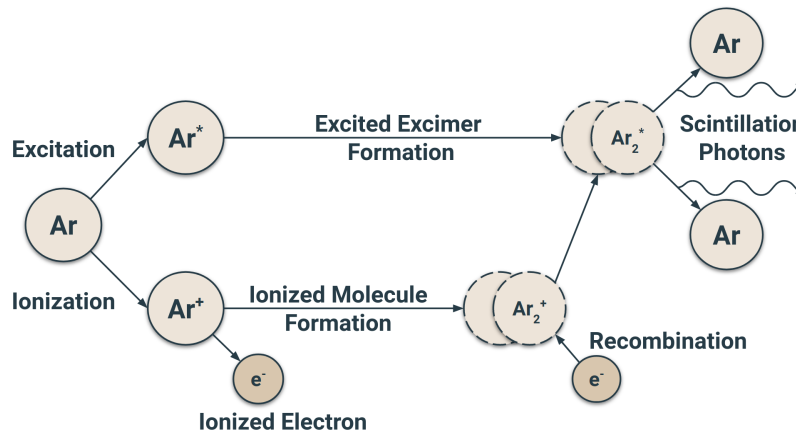 Ar
Excited Excimer
Formation
Ar*
Ar₂*
Excitation
Scintillation
Photons
Ar
Ar
Ionization
Ionized Molecule
Formation
Ar⁺
Ar₂⁺
Recombination
e⁻
e⁻
Ionized Electron